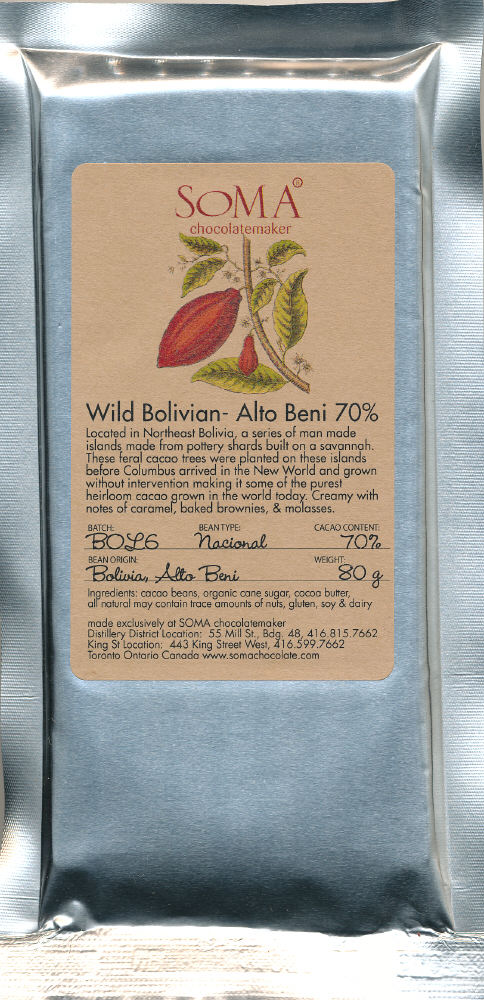 SOMA®
chocolatemaker
Wild Bolivian- Alto Beni 70%
Located in Northeast Bolivia, a series of man made
islands made from pottery shards built on a savannah.
These feral cacao trees were planted on these islands
before Columbus arrived in the New World and grown
without intervention making it some of the purest
heirloom cacao grown in the world today. Creamy with
notes of caramel, baked brownies, & molasses.
BATCH: BEAN TYPE: CACAO CONTENT:
BOL6 Nacional 70%
BEAN ORIGIN: WEIGHT:
Bolivia, Alto Beni 80 g
Ingredients: cacao beans, organic cane sugar, cocoa butter,
all natural may contain trace amounts of nuts, gluten, soy & dairy
made exclusively at SOMA chocolatemaker
Distillery District Location: 55 Mill St., Bdg. 48, 416.815.7662
King St Location: 443 King Street West, 416.599.7662
Toronto Ontario Canada www.somachocolate.com